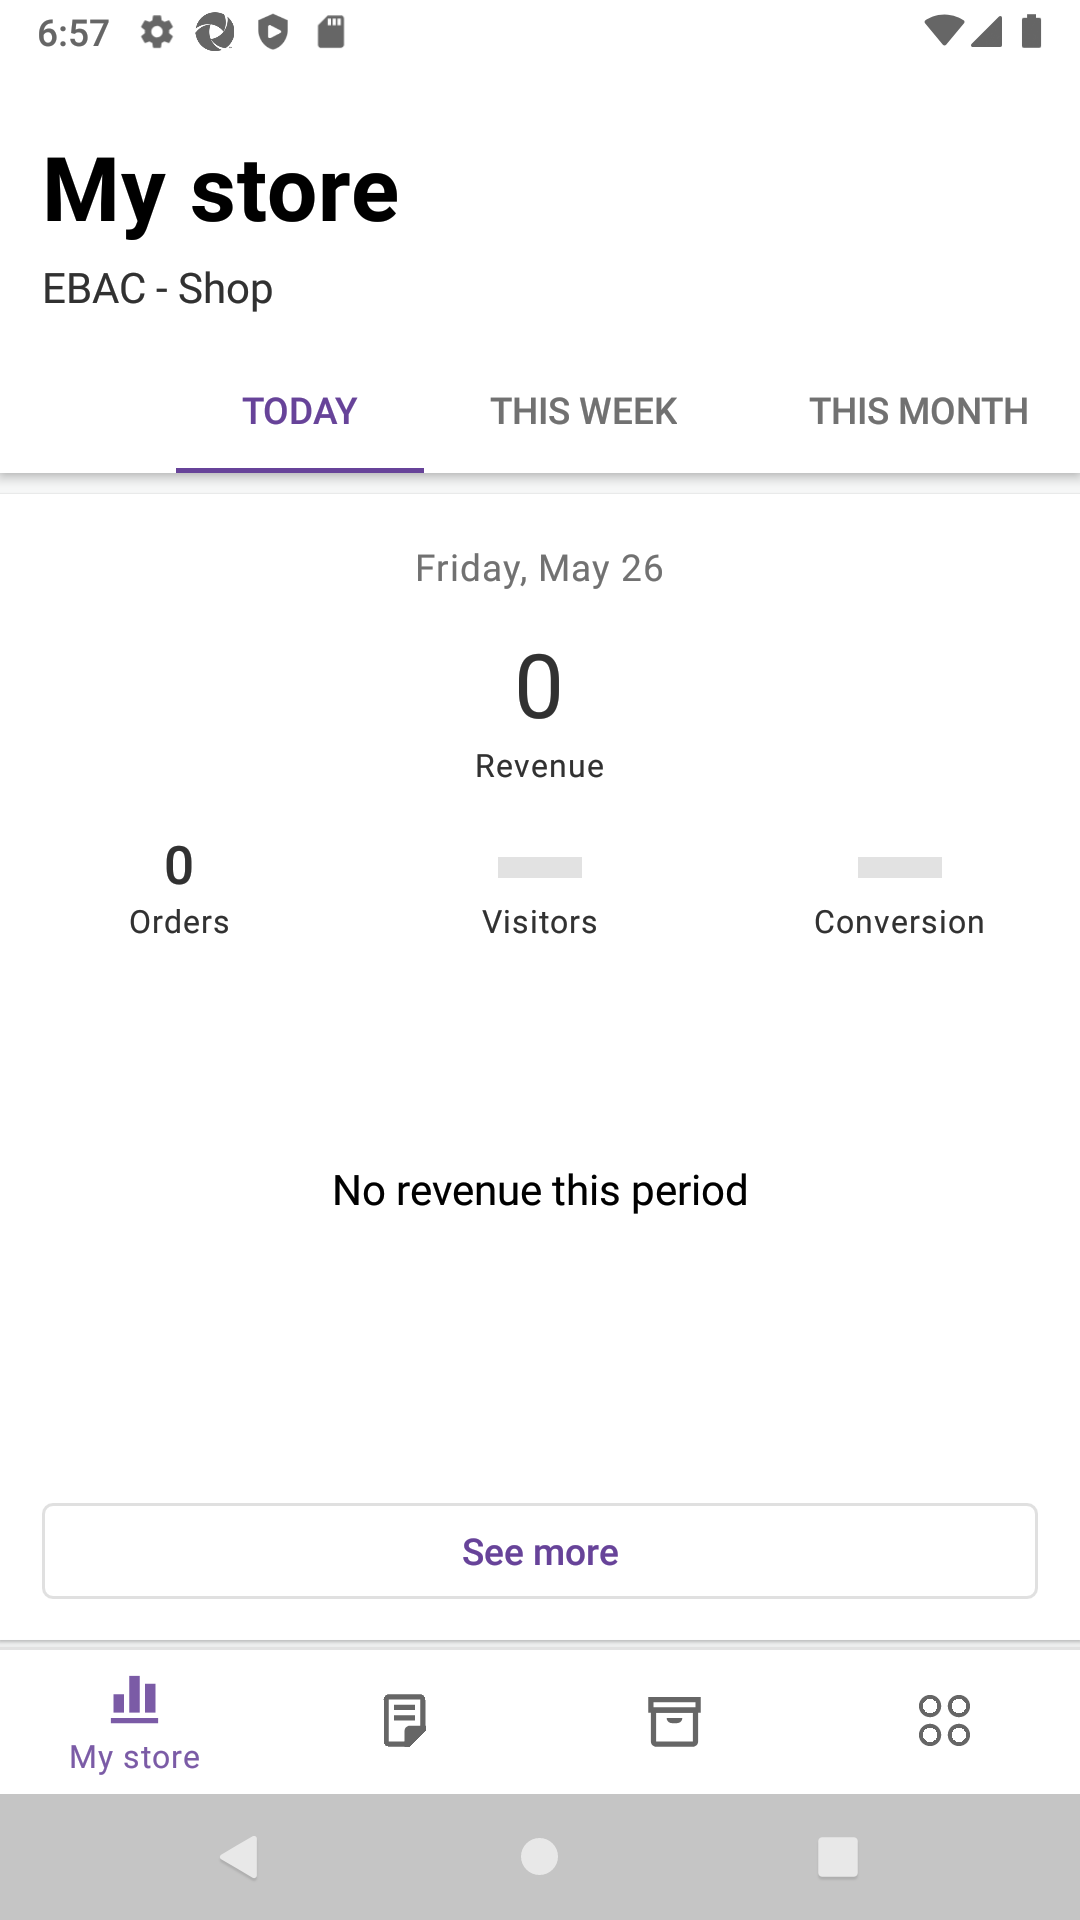 6:57
My store
EBAC - Shop
TODAY THIS WEEK THIS MONTH
Friday, May 26
0
Revenue
0
Orders Visitors Conversion
No revenue this period
See more
My store